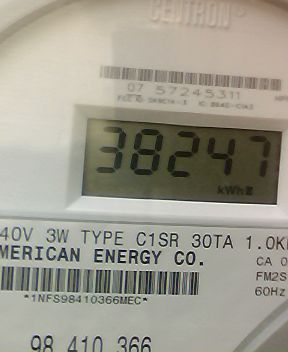 CENTRON®
07 57245311
38247
kWh
40V 3W TYPE C1SR 30TA 1.0K
MERICAN ENERGY CO.
CA 0
FM2S
*1NFS98410366MEC*
60Hz
98 410 366